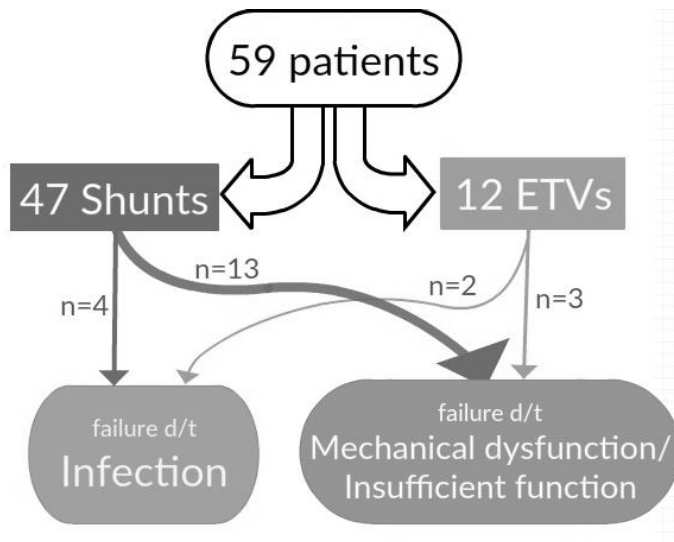 59 patients
47 Shunts
12 ETVs
n=13
n=2
n=4
n=3
failure d/t
Infection
failure d/t
Mechanical dysfunction/
Insufficient function